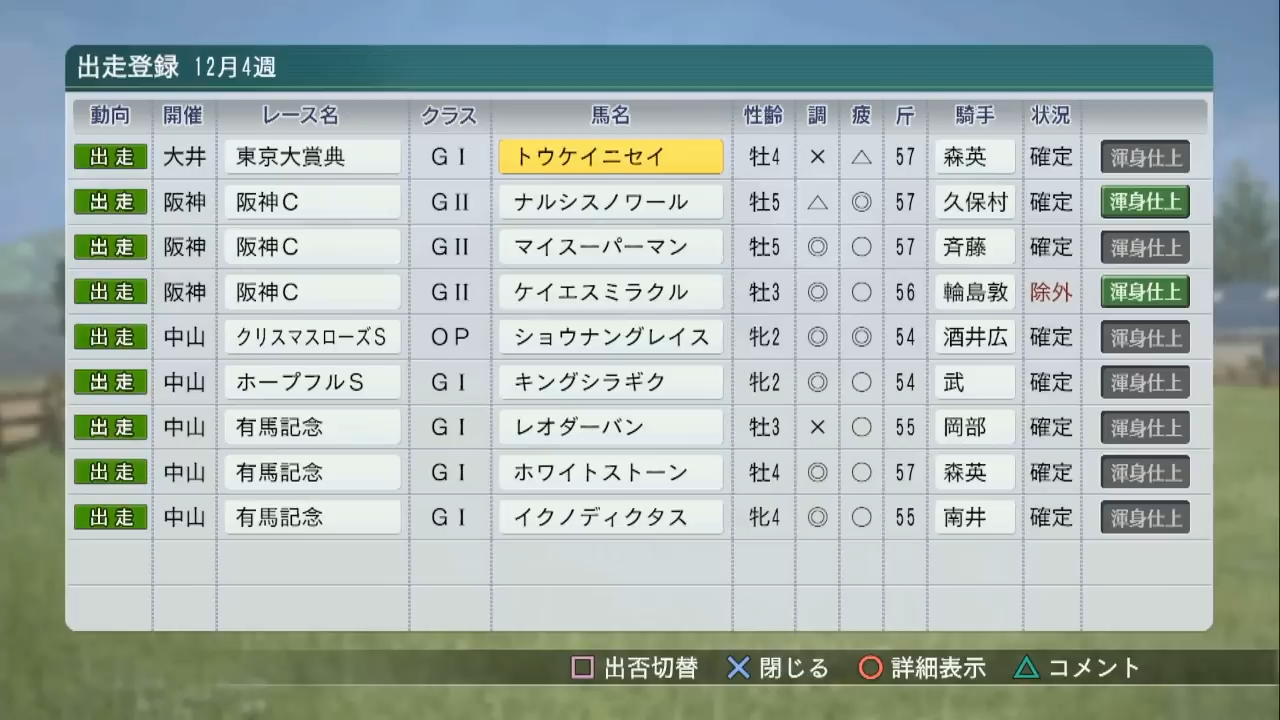 出走登録 12月4週
動向 開催 レース名 クラス 馬名 性齢 調 疲 斤 騎手 状況
出走 大井 東京大賞典 GⅠ トウケイニセイ 牡4 × △ 57 森英 確定 渾身仕上
出走 阪神 阪神C GⅡ ナルシスノワール 牡5 △ ◎ 57 久保村 確定 渾身仕上
出走 阪神 阪神C GⅡ マイスーパーマン 牡5 ◎ ○ 57 斉藤 確定 渾身仕上
出走 阪神 阪神C GⅡ ケイエスミラクル 牡3 ◎ ○ 56 輪島敦 除外 渾身仕上
出走 中山 クリスマスローズS OP ショウナングレイス 牝2 ◎ ◎ 54 酒井広 確定 渾身仕上
出走 中山 ホープフルS GⅠ キングシラギク 牝2 ◎ ○ 54 武 確定 渾身仕上
出走 中山 有馬記念 GⅠ レオダーバン 牡3 × ○ 55 岡部 確定 渾身仕上
出走 中山 有馬記念 GⅠ ホワイトストーン 牡4 ◎ ○ 57 森英 確定 渾身仕上
出走 中山 有馬記念 GⅠ イクノディクタス 牝4 ◎ ○ 55 南井 確定 渾身仕上
□ 出否切替 × 閉じる ○ 詳細表示 △ コメント